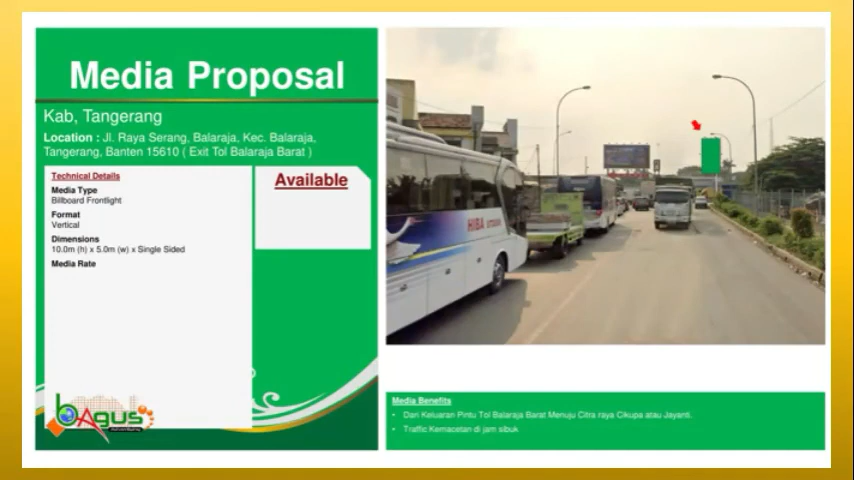 Media Proposal
Kab, Tangerang
Location : Jl. Raya Serang, Balaraja, Kec. Balaraja,
Tangerang, Banten 15610 ( Exit Tol Balaraja Barat )
Technical Details
Media Type
Billboard Frontlight
Format
Vertical
Dimensions
10.0m (h) x 5.0m (w) x Single Sided
Media Rate
Available
bAgus
HIBA
Media Benefits
• Dari Keluaran Pintu Tol Balaraja Barat Menuju Citra raya Cikupa atau Jayanti.
• Traffic Kemacetan di jam sibuk